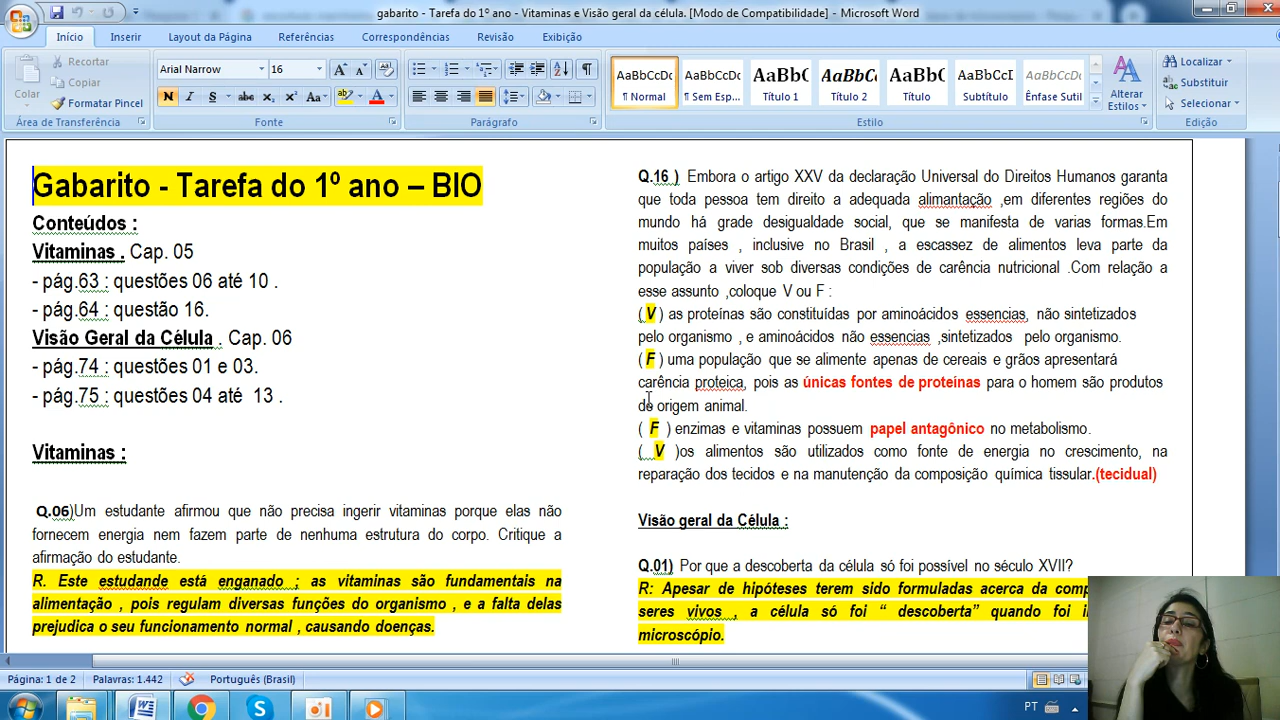 gabarito - Tarefa do 1º ano - Vitaminas e Visão geral da célula. [Modo de Compatibilidade] - Microsoft Word
Início Inserir Layout da Página Referências Correspondências Revisão Exibição
Colar
Recortar
Copiar
Formatar Pincel
Área de Transferência
Arial Narrow 16
N I S abc x₂ x² Aa
Fonte
Parágrafo
AaBbCcDc AaBbCcDc AaBbC AaBbCc AaBbC AaBbCcI AaBbCcDc
¶ Normal ¶ Sem Esp... Título 1 Título 2 Título Subtítulo Ênfase Sutil
Alterar Estilos
Estilo
Localizar
Substituir
Selecionar
Edição
Gabarito - Tarefa do 1º ano – BIO
Conteúdos :
Vitaminas . Cap. 05
- pág.63 : questões 06 até 10 .
- pág.64 : questão 16.
Visão Geral da Célula . Cap. 06
- pág.74 : questões 01 e 03.
- pág.75 : questões 04 até 13 .
Vitaminas :
Q.06)Um estudante afirmou que não precisa ingerir vitaminas porque elas não
fornecem energia nem fazem parte de nenhuma estrutura do corpo. Critique a
afirmação do estudante.
R. Este estudande está enganado ; as vitaminas são fundamentais na
alimentação , pois regulam diversas funções do organismo , e a falta delas
prejudica o seu funcionamento normal , causando doenças.
Q.16 ) Embora o artigo XXV da declaração Universal do Direitos Humanos garanta
que toda pessoa tem direito a adequada alimantação ,em diferentes regiões do
mundo há grade desigualdade social, que se manifesta de varias formas.Em
muitos países , inclusive no Brasil , a escassez de alimentos leva parte da
população a viver sob diversas condições de carência nutricional .Com relação a
esse assunto ,coloque V ou F :
( V ) as proteínas são constituídas por aminoácidos essencias, não sintetizados
pelo organismo , e aminoácidos não essencias ,sintetizados pelo organismo.
( F ) uma população que se alimente apenas de cereais e grãos apresentará
carência proteica, pois as únicas fontes de proteínas para o homem são produtos
de origem animal.
( F ) enzimas e vitaminas possuem papel antagônico no metabolismo.
( V )os alimentos são utilizados como fonte de energia no crescimento, na
reparação dos tecidos e na manutenção da composição química tissular.(tecidual)
Visão geral da Célula :
Q.01) Por que a descoberta da célula só foi possível no século XVII?
R: Apesar de hipóteses terem sido formuladas acerca da
seres vivos , a célula só foi “ descoberta” quando foi
microscópio.
Página: 1 de 2 Palavras: 1.442 Português (Brasil)
PT